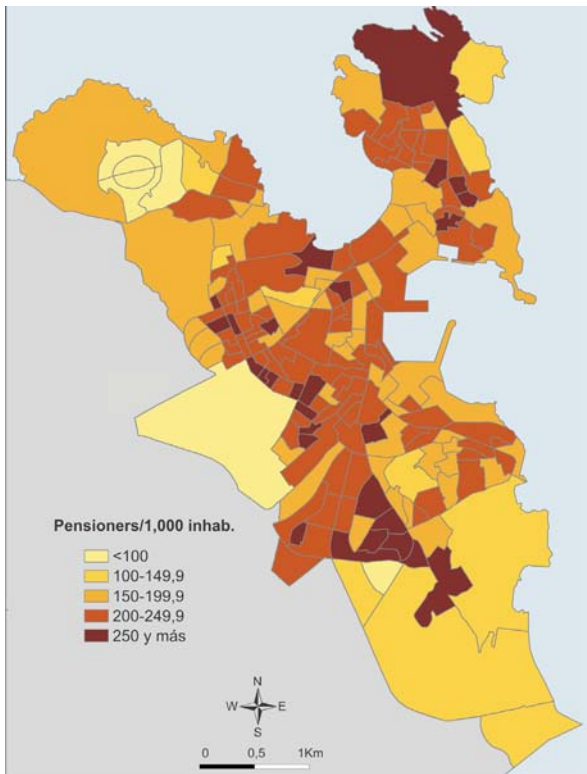 Pensioners/1,000 inhab.
<100
100-149,9
150-199,9
200-249,9
250 y más
N
W E
S
0 0,5 1Km